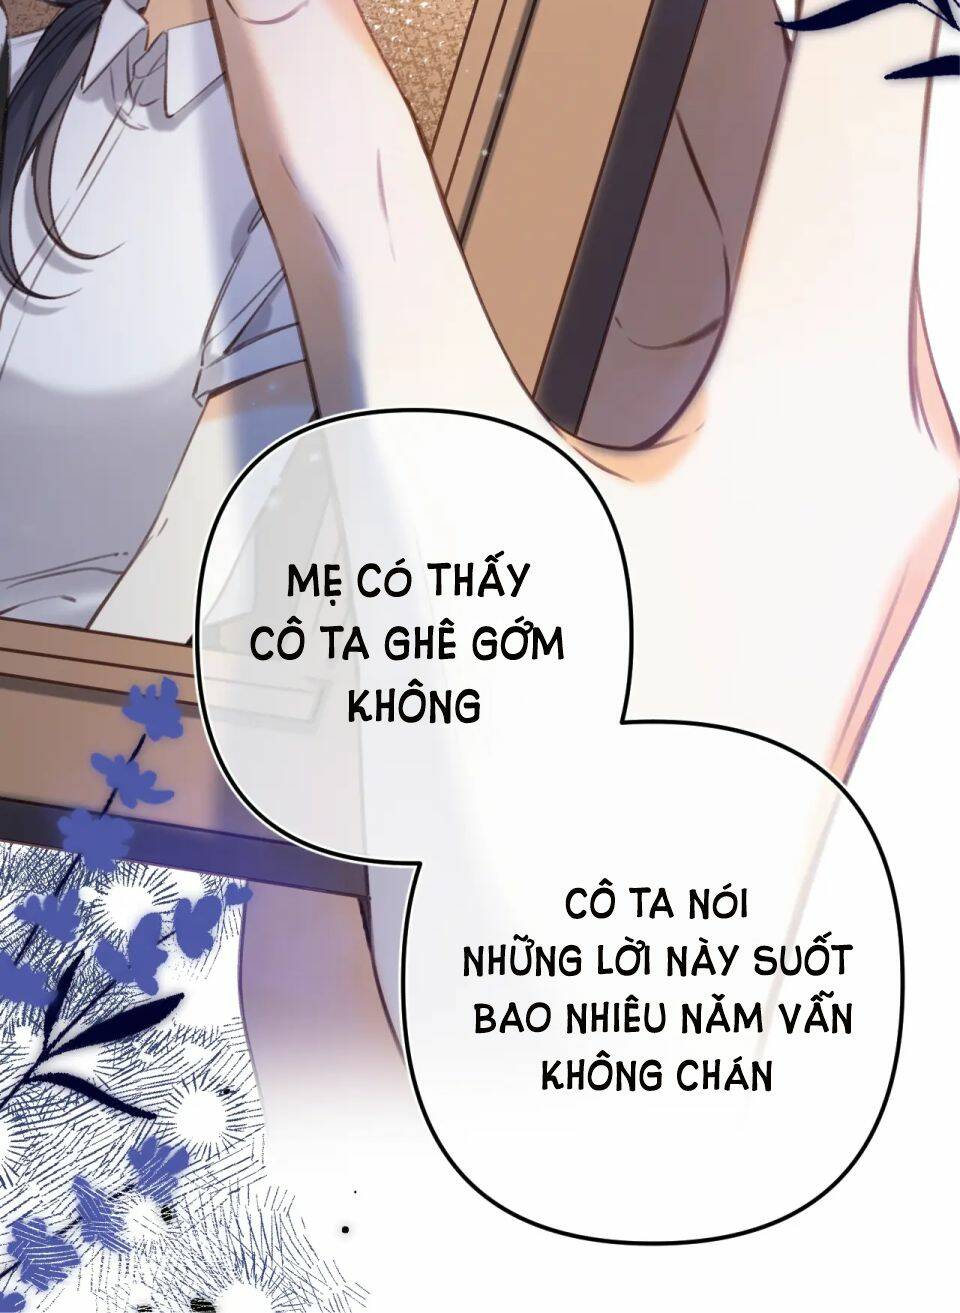 MẸ CÓ THẤY
CÔ TA GHÊ GỚM
KHÔNG
CÔ TA NÓI
NHỮNG LỜI NÀY SUỐT
BAO NHIÊU NĂM VẪN
KHÔNG CHÁN